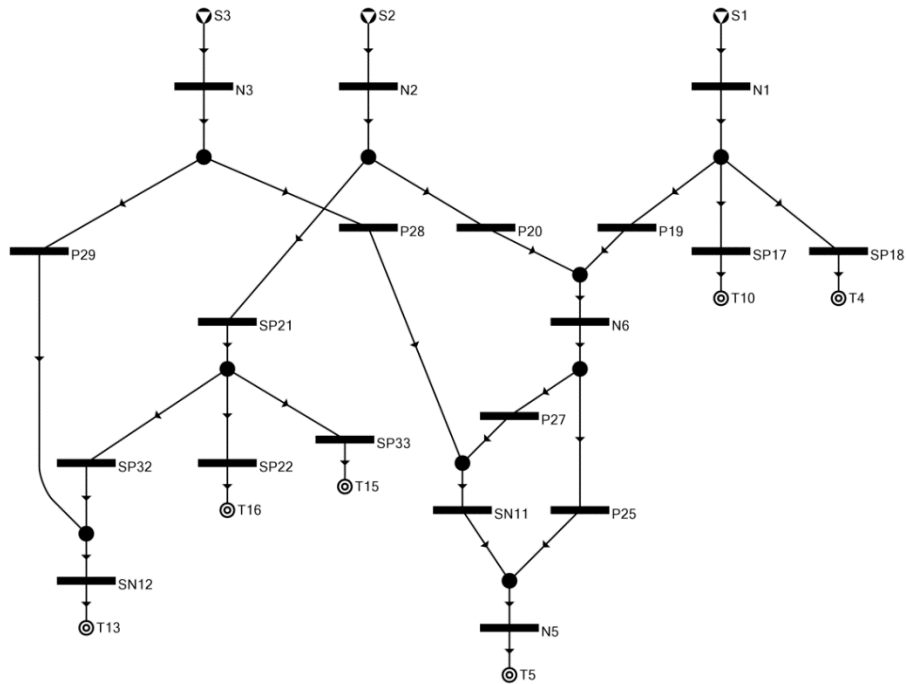 S3
S2
S1
N3
N2
N1
P28
P20
P19
P29
SP17
SP18
T10
T4
SP21
N6
P27
SP33
SP32
SP22
T15
T16
SN11
P25
SN12
T13
N5
T5